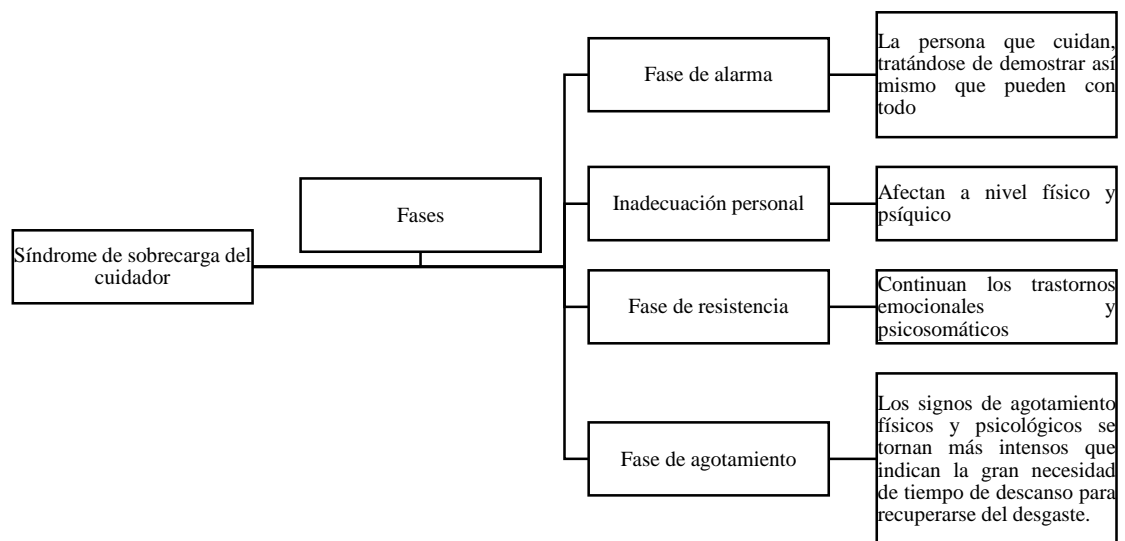 Síndrome de sobrecarga del
cuidador
Fases
Fase de alarma
La persona que cuidan,
tratándose de demostrar así
mismo que pueden con
todo
Inadecuación personal
Afectan a nivel físico y
psíquico
Fase de resistencia
Continuan los trastornos
emocionales y
psicosomáticos
Fase de agotamiento
Los signos de agotamiento
físicos y psicológicos se
tornan más intensos que
indican la gran necesidad
de tiempo de descanso para
recuperarse del desgaste.